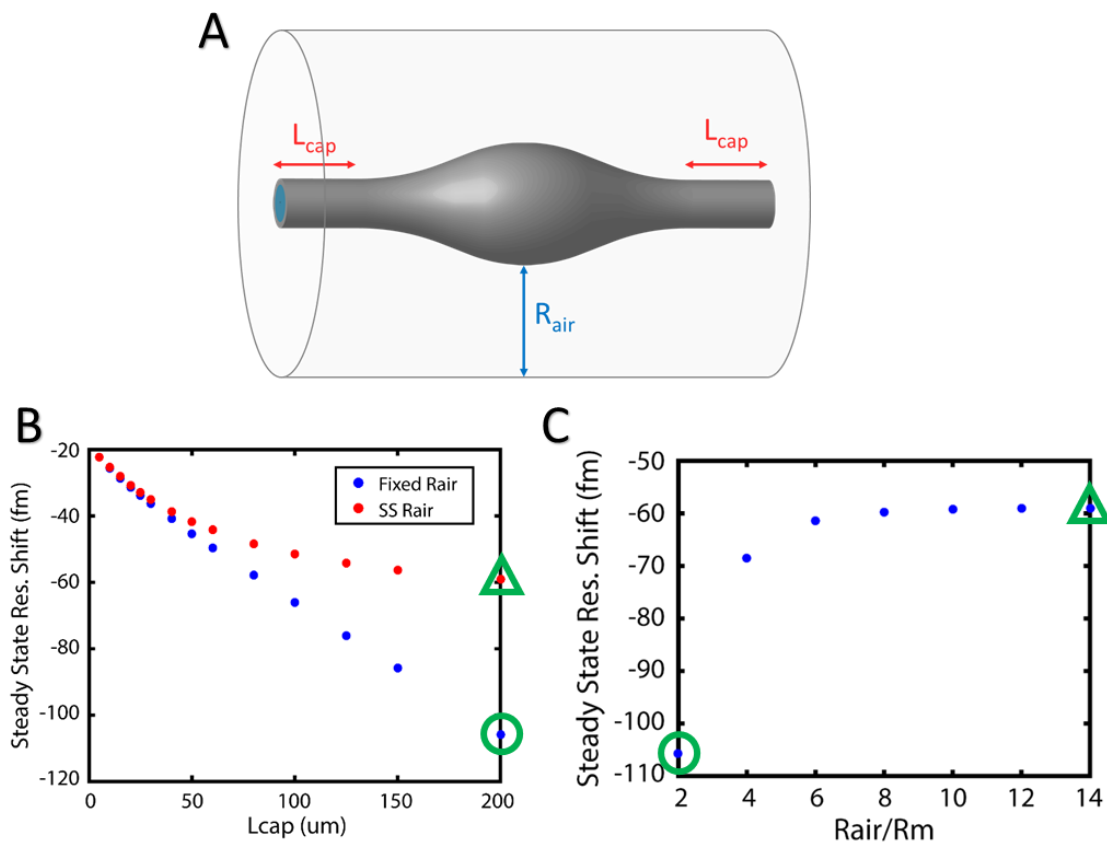 A
Lcap
Lcap
Rair
B
Steady State Res. Shift (fm)
-20
-40
-60
-80
-100
-120
0
50
100
150
200
Lcap (um)
Fixed Rair
SS Rair
C
Steady State Res. Shift (fm)
-50
-60
-70
-80
-90
-100
-110
2
4
6
8
10
12
14
Rair/Rm